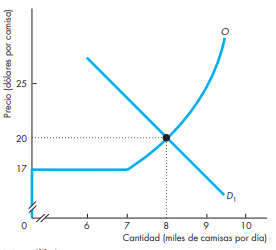 Precio (dólares por camisa)
O
25
20
17
D1
0
6
7
8
9
10
Cantidad (miles de camisas por día)